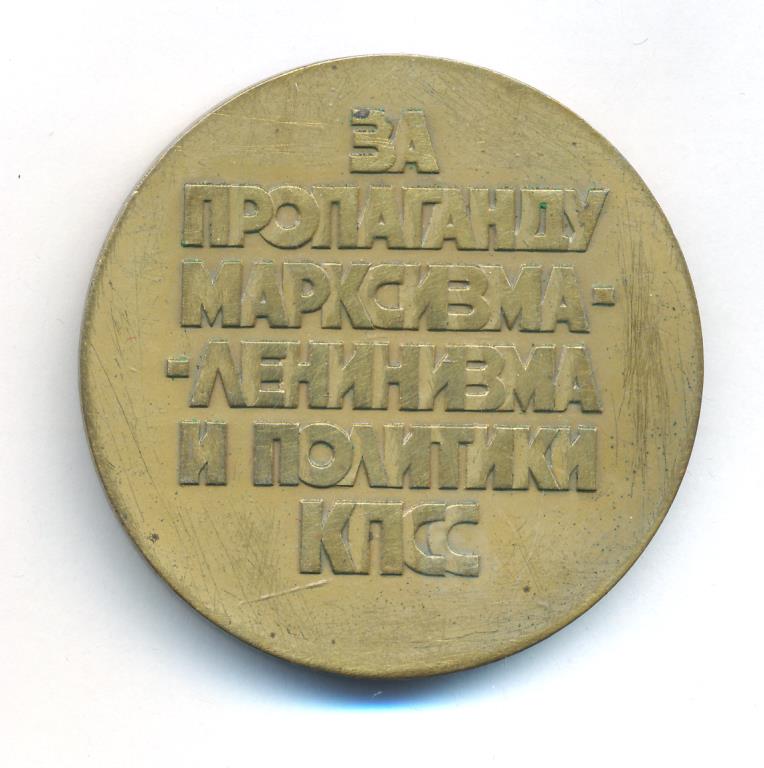 ЗА
ПРОПАГАНДУ
МАРКСИЗМА-
-ЛЕНИНИЗМА
И ПОЛИТИКИ
КПСС